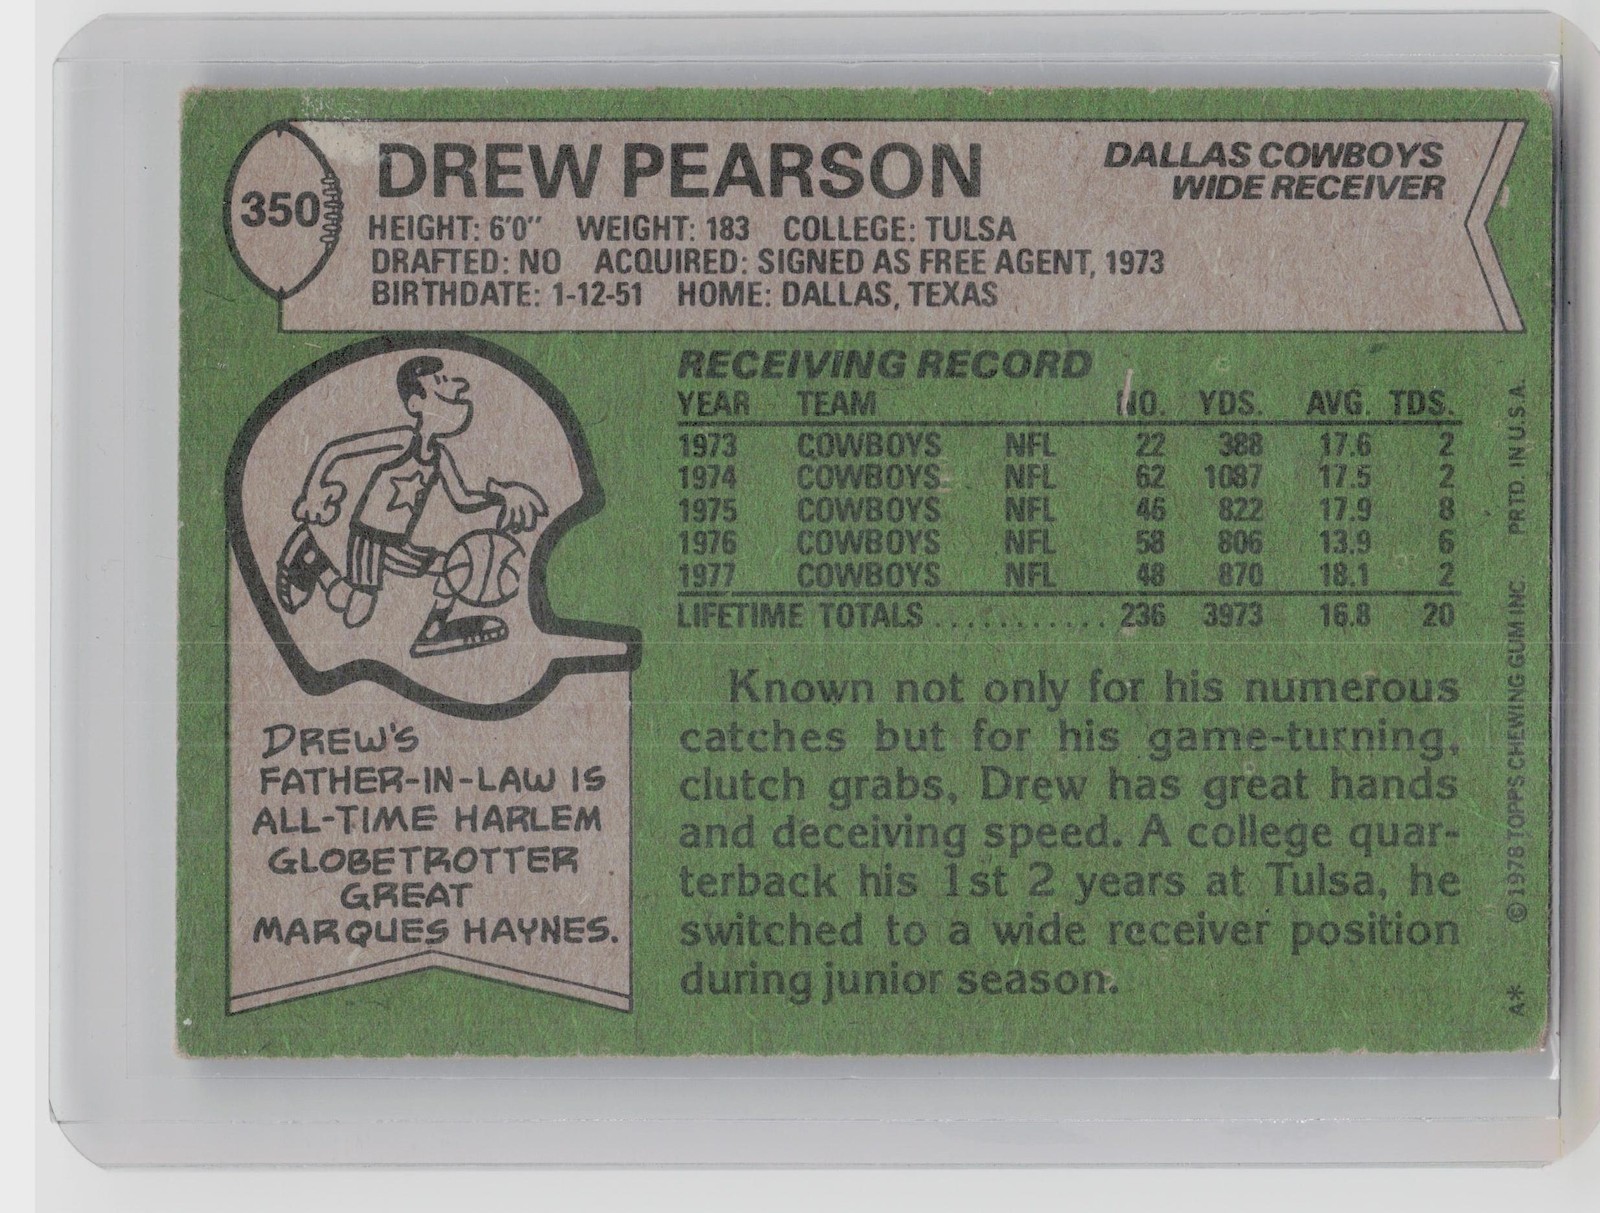 350
DREW PEARSON
DALLAS COWBOYS
WIDE RECEIVER
HEIGHT: 6'0" WEIGHT: 183 COLLEGE: TULSA
DRAFTED: NO ACQUIRED: SIGNED AS FREE AGENT, 1973
BIRTHDATE: 1-12-51 HOME: DALLAS, TEXAS
RECEIVING RECORD
YEAR TEAM NO. YDS. AVG. TDS.
1973 COWBOYS NFL 22 388 17.6 2
1974 COWBOYS NFL 62 1087 17.5 2
1975 COWBOYS NFL 46 822 17.9 8
1976 COWBOYS NFL 58 806 13.9 6
1977 COWBOYS NFL 48 870 18.1 2
LIFETIME TOTALS ........... 236 3973 16.8 20
DREW'S
FATHER-IN-LAW IS
ALL-TIME HARLEM
GLOBETROTTER
GREAT
MARQUES HAYNES.
Known not only for his numerous
catches but for his game-turning,
clutch grabs, Drew has great hands
and deceiving speed. A college quar-
terback his 1st 2 years at Tulsa, he
switched to a wide receiver position
during junior season.
A* ©1978 TOPPS CHEWING GUM INC. PRTD. IN U.S.A.